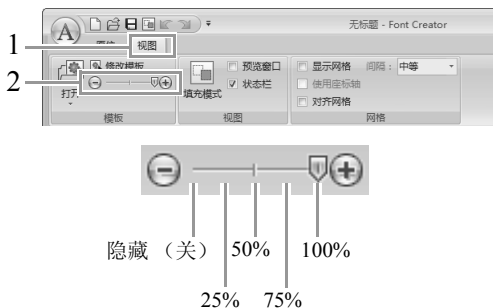 无标题 - Font Creator
1
视图
2
修改模板
预览窗口
显示网格 间隔： 中等
打开
填充模式
状态栏
使用座标轴
对齐网格
模板 视图 网格
隐藏 （关） 50% 100%
25% 75%